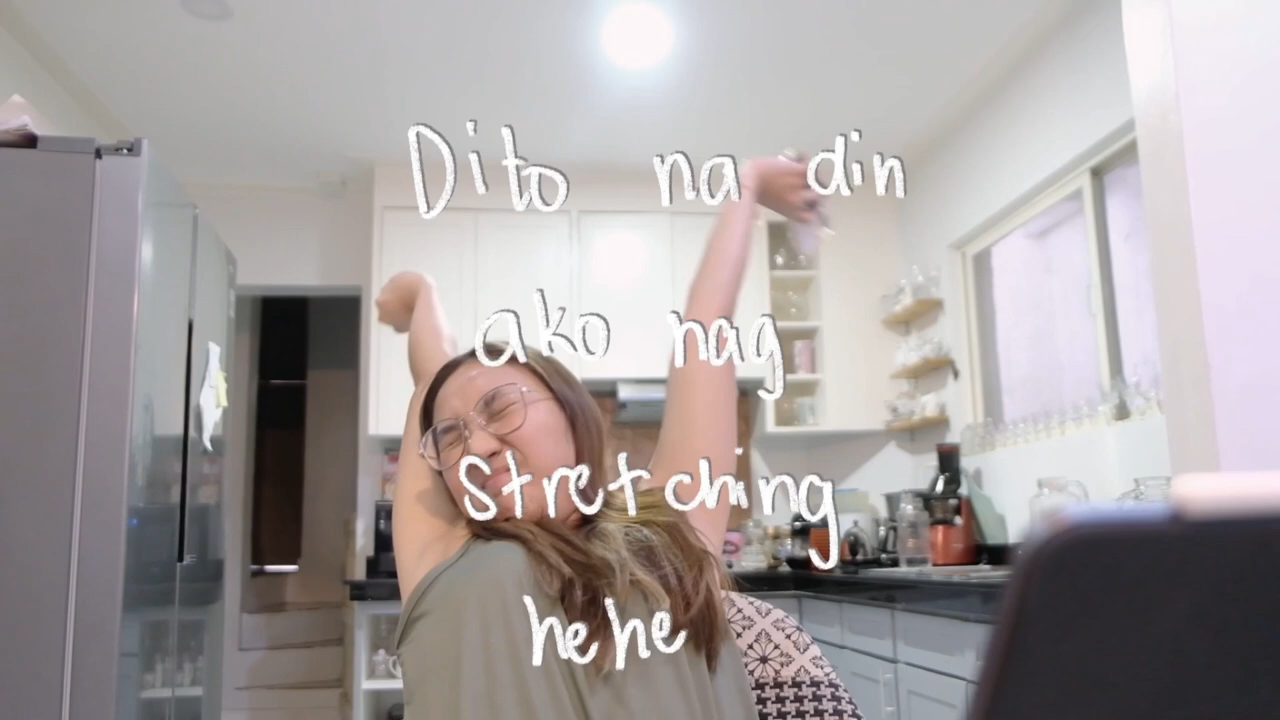 Dito na din
ako nag
stretching
hehe